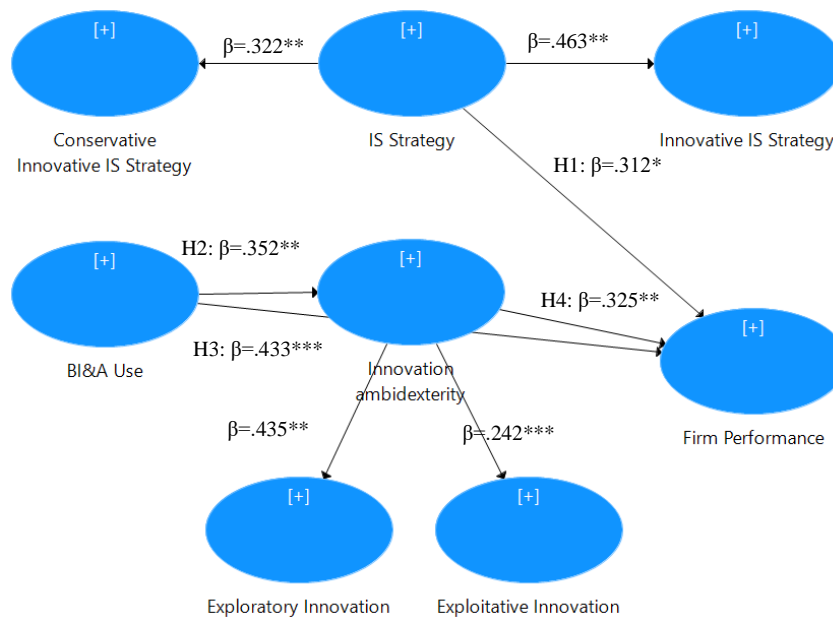 [+]
β=.322**
[+]
β=.463**
[+]
Conservative
Innovative IS Strategy
IS Strategy
Innovative IS Strategy
H1: β=.312*
[+]
H2: β=.352**
[+]
H4: β=.325**
[+]
H3: β=.433***
BI&A Use
Innovation
ambidexterity
Firm Performance
β=.435**
β=.242***
[+]
[+]
Exploratory Innovation
Exploitative Innovation